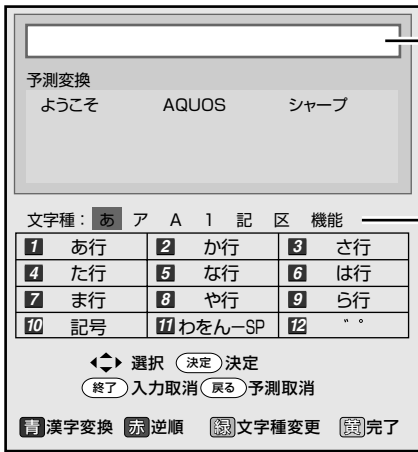 予測変換
ようこそ AQUOS シャープ
文字種： あ ア A 1 記 区 機能
1 あ行 2 か行 3 さ行
4 た行 5 な行 6 は行
7 ま行 8 や行 9 ら行
10 記号 11 わをんーSP 12 ゛゜
選択 決定 決定
終了 入力取消 戻る 予測取消
青 漢字変換 赤 逆順 緑 文字種変更 黄 完了